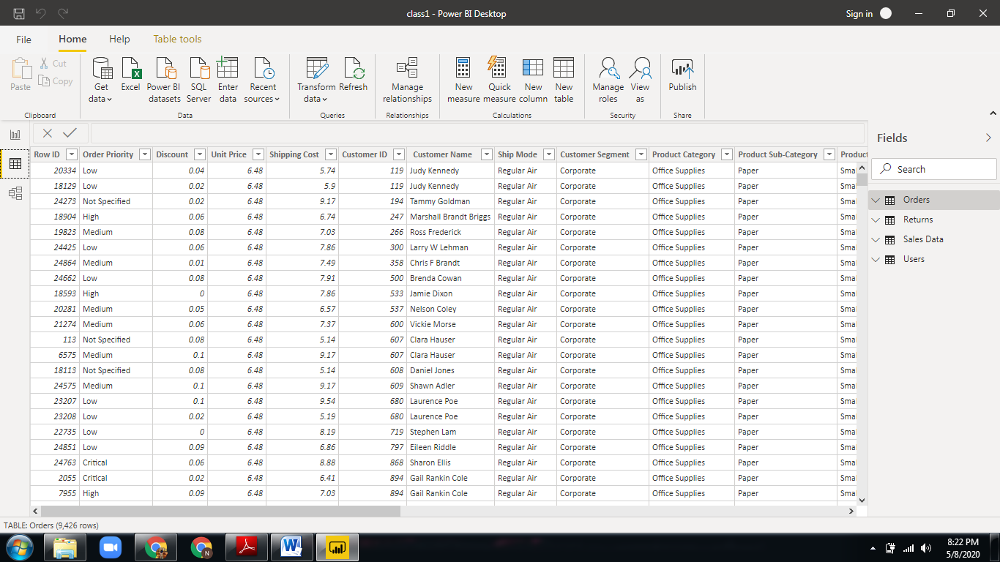 class1 - Power BI Desktop
Sign in
File Home Help Table tools
Paste
Cut
Copy
Clipboard
Get data
Excel
Power BI datasets
SQL Server
Enter data
Recent sources
Data
Transform data
Refresh
Queries
Manage relationships
Relationships
New measure
Quick measure
New column
New table
Calculations
Manage roles
View as
Security
Publish
Share
Row ID Order Priority Discount Unit Price Shipping Cost Customer ID Customer Name Ship Mode Customer Segment Product Category Product Sub-Category Product
20334 Low 0.04 6.48 5.74 119 Judy Kennedy Regular Air Corporate Office Supplies Paper Sma
18129 Low 0.02 6.48 5.9 119 Judy Kennedy Regular Air Corporate Office Supplies Paper Sma
24273 Not Specified 0.02 6.48 9.17 194 Tammy Goldman Regular Air Corporate Office Supplies Paper Sma
18904 High 0.06 6.48 6.74 247 Marshall Brandt Briggs Regular Air Corporate Office Supplies Paper Sma
19823 Medium 0.08 6.48 7.03 266 Ross Frederick Regular Air Corporate Office Supplies Paper Sma
24425 Low 0.06 6.48 7.86 300 Larry W Lehman Regular Air Corporate Office Supplies Paper Sma
24864 Medium 0.01 6.48 7.49 358 Chris F Brandt Regular Air Corporate Office Supplies Paper Sma
24662 Low 0.08 6.48 7.91 500 Brenda Cowan Regular Air Corporate Office Supplies Paper Sma
18593 High 0 6.48 7.86 533 Jamie Dixon Regular Air Corporate Office Supplies Paper Sma
20281 Medium 0.05 6.48 6.57 537 Nelson Coley Regular Air Corporate Office Supplies Paper Sma
21274 Medium 0.06 6.48 7.37 600 Vickie Morse Regular Air Corporate Office Supplies Paper Sma
113 Not Specified 0.08 6.48 5.14 607 Clara Hauser Regular Air Corporate Office Supplies Paper Sma
6575 Medium 0.1 6.48 9.17 607 Clara Hauser Regular Air Corporate Office Supplies Paper Sma
18113 Not Specified 0.08 6.48 5.14 608 Daniel Jones Regular Air Corporate Office Supplies Paper Sma
24575 Medium 0.1 6.48 9.17 609 Shawn Adler Regular Air Corporate Office Supplies Paper Sma
23207 Low 0.1 6.48 9.54 680 Laurence Poe Regular Air Corporate Office Supplies Paper Sma
23208 Low 0.02 6.48 5.19 680 Laurence Poe Regular Air Corporate Office Supplies Paper Sma
22735 Low 0 6.48 8.19 719 Stephen Lam Regular Air Corporate Office Supplies Paper Sma
24851 Low 0.09 6.48 6.86 797 Eileen Riddle Regular Air Corporate Office Supplies Paper Sma
24763 Critical 0.06 6.48 8.88 868 Sharon Ellis Regular Air Corporate Office Supplies Paper Sma
2055 Critical 0.02 6.48 6.41 894 Gail Rankin Cole Regular Air Corporate Office Supplies Paper Sma
7955 High 0.09 6.48 7.03 894 Gail Rankin Cole Regular Air Corporate Office Supplies Paper Sma
Fields
Search
Orders
Returns
Sales Data
Users
TABLE: Orders (9,426 rows)
8:22 PM
5/8/2020